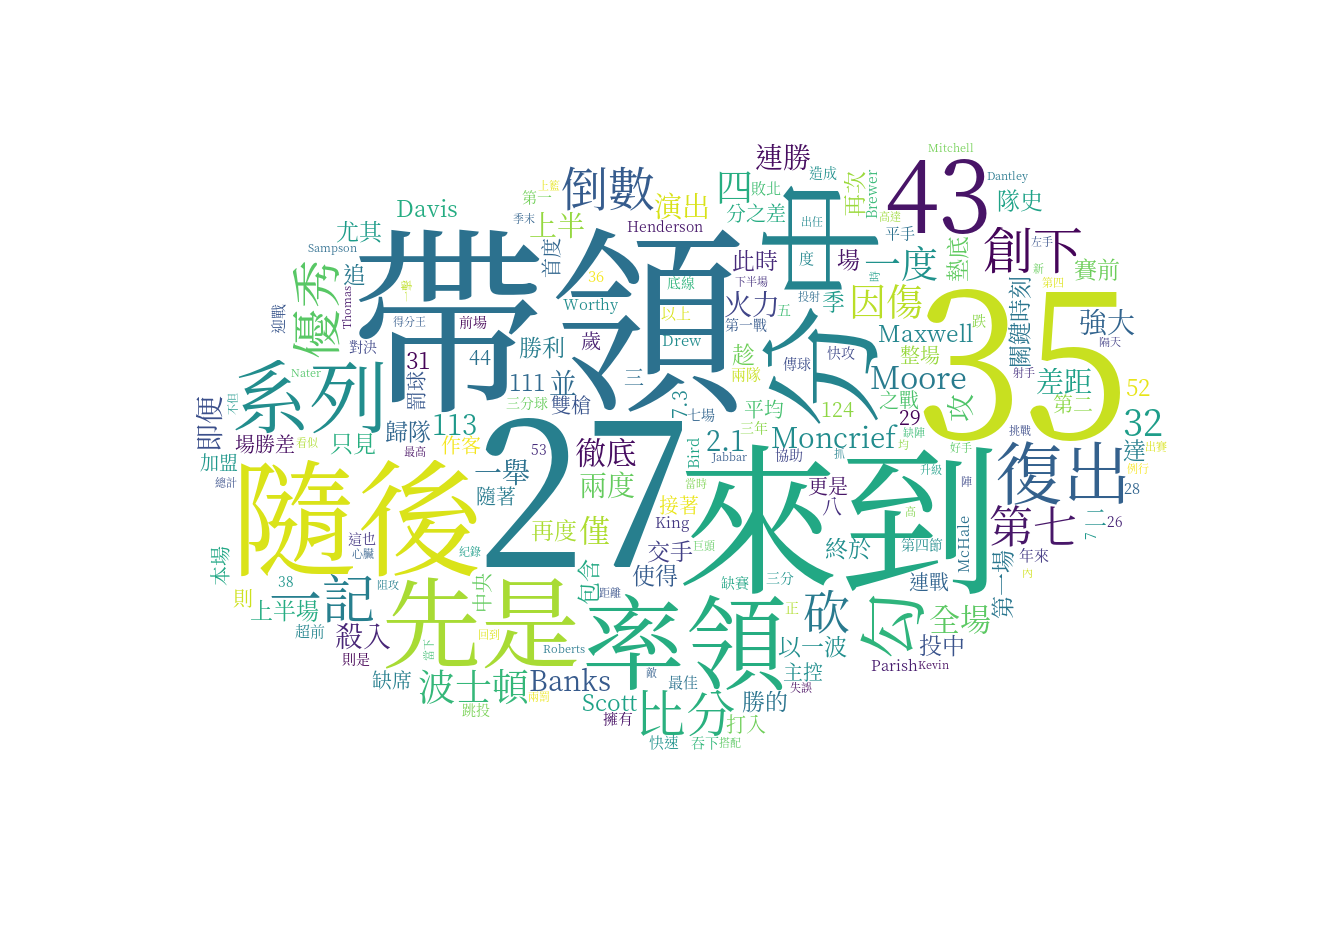 Mitchell
連勝
造成
Dantley
43
隊史
倒數
四
敗北
再次
Brewer
上籃
第一
演出
Davis
上半
分之差
高達
出任
季末
Henderson
平手
創下
左手
尤其
Sampson
帶領
首度
此時
場
度
一度
墊底
新
賽前
優秀
追
Thomas
一舉
36
底線
下半場
時
第四
迎戰
Worthy
火力
投射
季
因傷
關鍵時刻
得分王
前場
以上
第一戰
五
跌
強大
35
對決
44
勝利
歲
Drew
傳球
快攻
Maxwell
隔天
31
趁
整場
射手
Nater
系列
罰球
111
並
三
兩隊
仍
Moore
差距
52
不但
即便
三分球
雙槍
7.3
七場
平均
124
之戰
攻
第二
歸隊
113
三年
29
32
場勝差
看似
只見
作客
27
Moncrief
缺陣
挑戰
加盟
最高
53
徹底
Bird
2.1
Jabbar
協助
抓
均
好手
達
出賽
總計
隨後
一舉
兩度
當時
來到
升級
復出
例行
隨著
更是
陣
28
接著
八
高
第七
二
26
再度
僅
King
7
這也
交手
巨頭
終於
第四節
McHale
年來
本場
心臟
紀錄
使得
連戰
第一場
內
38
一記
阻攻
中央
包含
距離
缺賽
三分
則
上半場
先是
率領
正
砍
全場
超前
殺入
回到
以一波
投中
則是
當下
Roberts
敵
主控
Parish
Kevin
缺席
波士頓
Banks
最佳
失誤
兩罰
Scott
比分
勝的
跳投
擁有
打入
快速
吞下
搭配